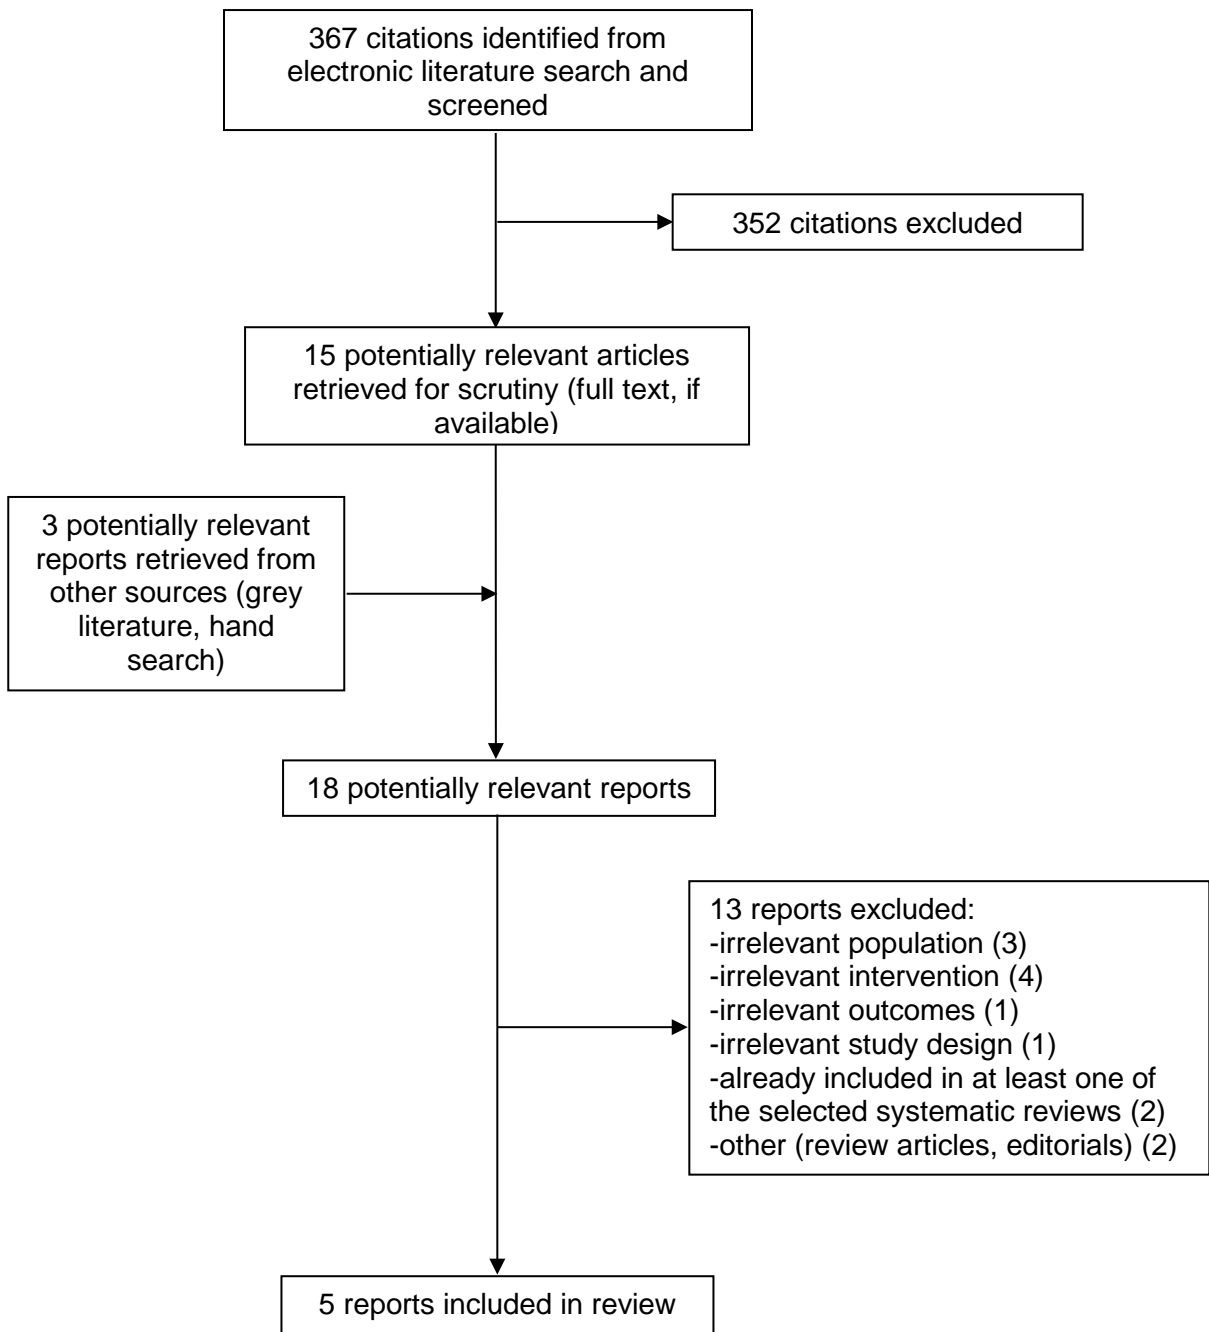 367 citations identified from
electronic literature search and
screened
352 citations excluded
15 potentially relevant articles
retrieved for scrutiny (full text, if
available)
3 potentially relevant
reports retrieved from
other sources (grey
literature, hand
search)
18 potentially relevant reports
13 reports excluded:
-irrelevant population (3)
-irrelevant intervention (4)
-irrelevant outcomes (1)
-irrelevant study design (1)
-already included in at least one of
the selected systematic reviews (2)
-other (review articles, editorials) (2)
5 reports included in review